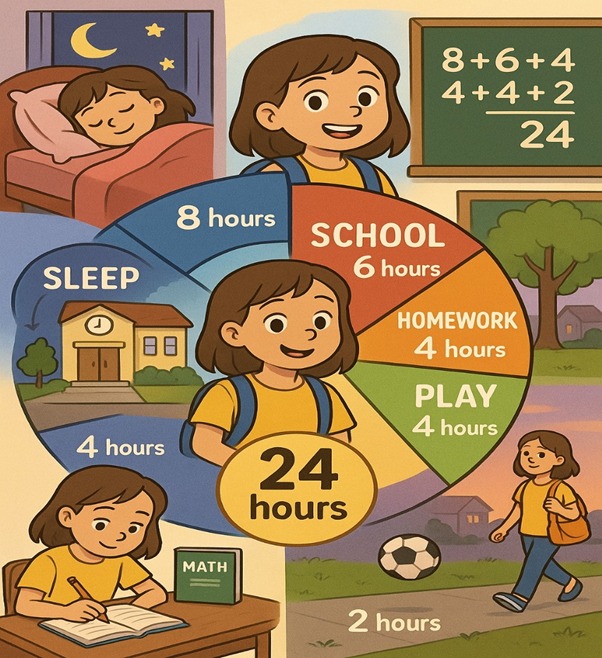 8+6+4
4+4+2
24
8 hours
SCHOOL
6 hours
SLEEP
HOMEWORK
4 hours
PLAY
4 hours
4 hours
24
hours
MATH
2 hours